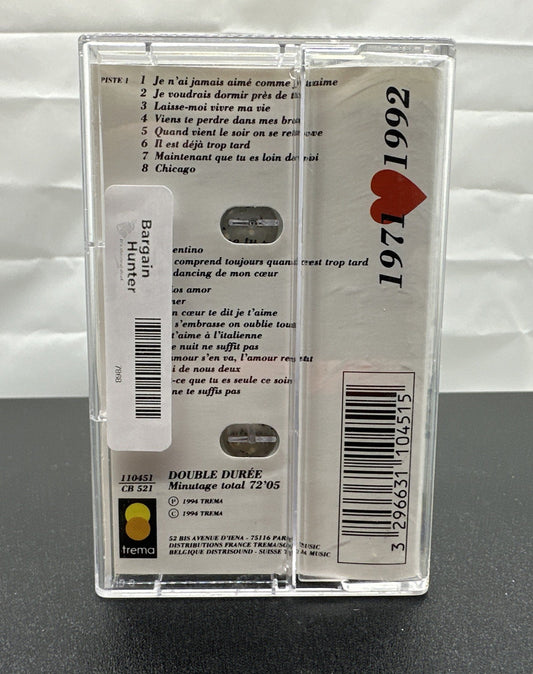 PISTE 1
1 Je n'ai jamais aimé comme je t'aime
2 Je voudrais dormir près de toi
3 Laisse-moi vivre ma vie
4 Viens te perdre dans mes bras
5 Quand vient le soir on se retrouve
6 Il est déjà trop tard
7 Maintenant que tu es loin de moi
8 Chicago
entino
comprend toujours quand c'est trop tard
dancing de mon cœur
ios amor
ner
n cœur te dit je t'aime
s'embrasse on oublie tout
t'aime à l'italienne
e nuit ne suffit pas
amour s'en va, l'amour revient
i de nous deux
-ce que tu es seule ce soir
ne te suffis pas
Bargain
Hunter
110451
CB 521
DOUBLE DURÉE
Minutage total 72'05
℗ 1994 TREMA
© 1994 TREMA
trema
52 BIS AVENUE D'IENA - 75116 PARIS
DISTRIBUTIONS FRANCE TREMA/SONY MUSIC
BELGIQUE DISTRISOUND - SUISSE MUSIC
1971 1992
3 296631 104515